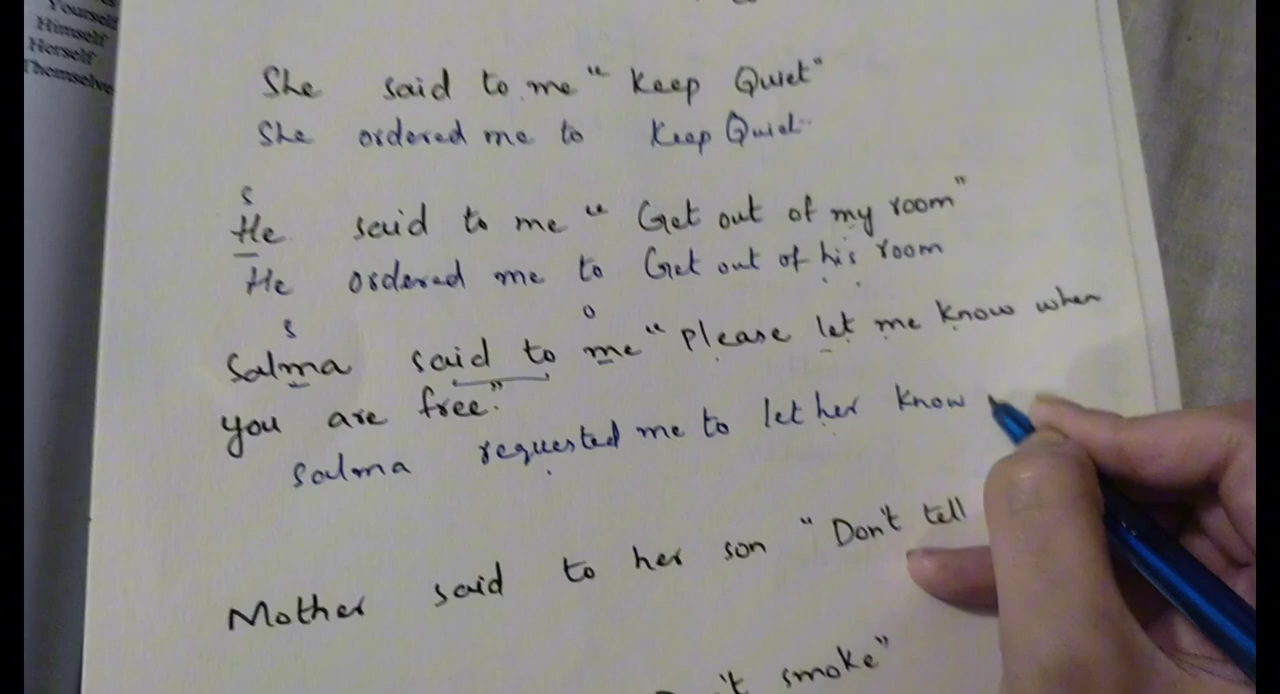 Yourself
Himself
Herself
Themselve
She said to me " Keep Quiet"
She ordered me to Keep Quiet.
S
He said to me " Get out of my room"
He ordered me to Get out of his room
S O
Salma said to me " please let me know when
you are free."
Salma requested me to let her know
Mother said to her son " Don't tell
't smoke"